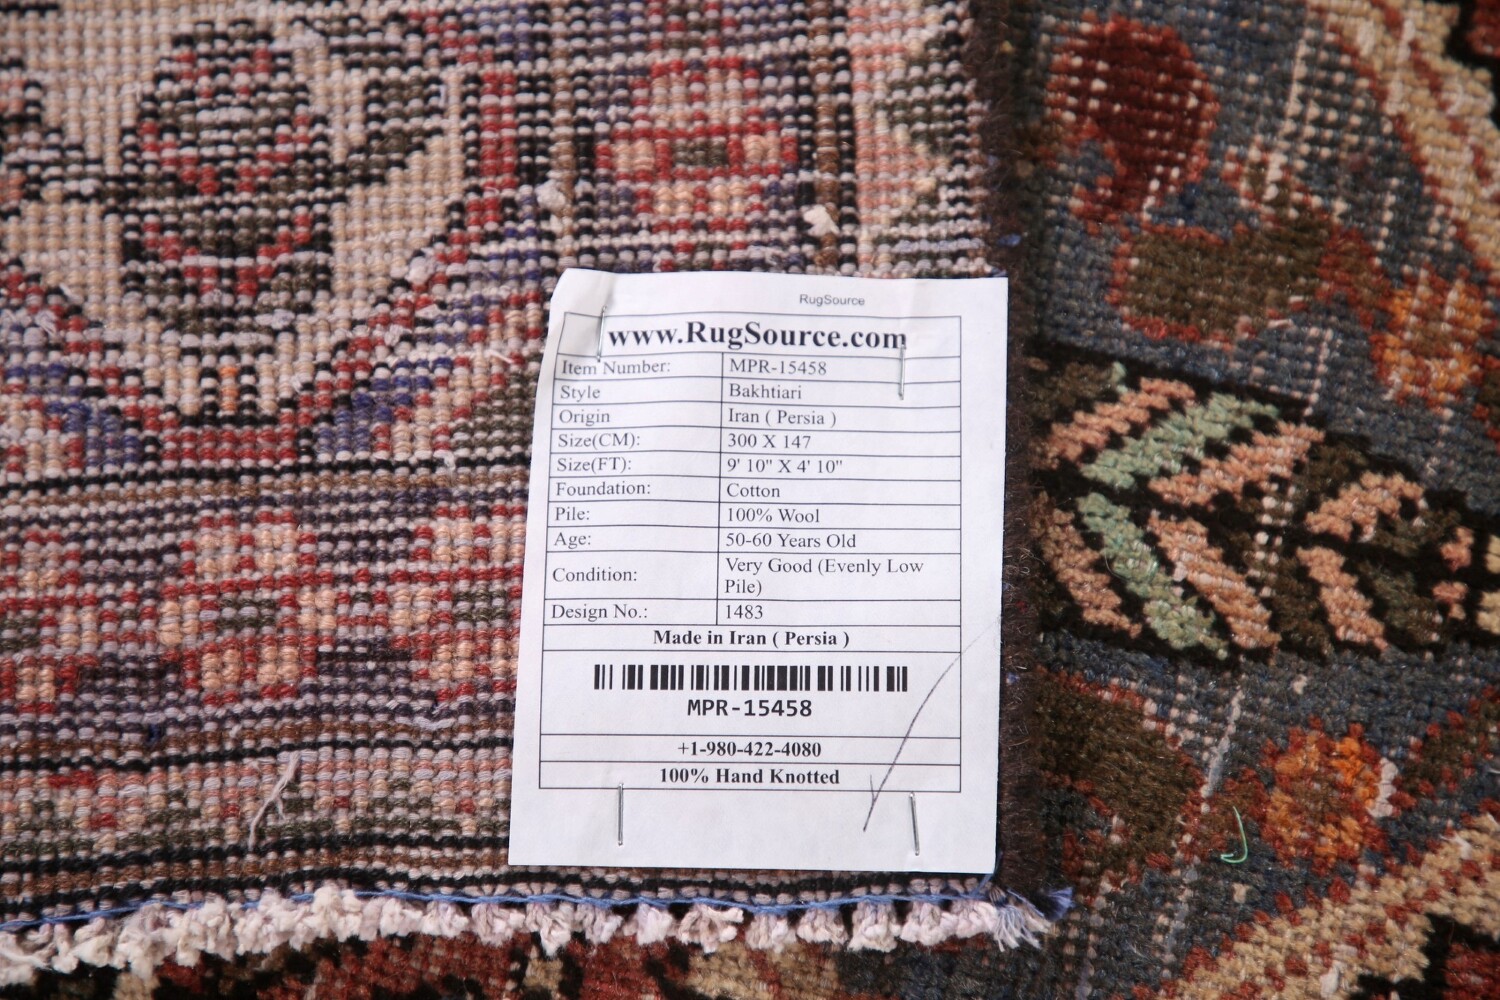 RugSource
www.RugSource.com
Item Number: MPR-15458
Style Bakhtiari
Origin Iran ( Persia )
Size(CM): 300 X 147
Size(FT): 9' 10" X 4' 10"
Foundation: Cotton
Pile: 100% Wool
Age: 50-60 Years Old
Condition: Very Good (Evenly Low
Pile)
Design No.: 1483
Made in Iran ( Persia )
MPR-15458
+1-980-422-4080
100% Hand Knotted